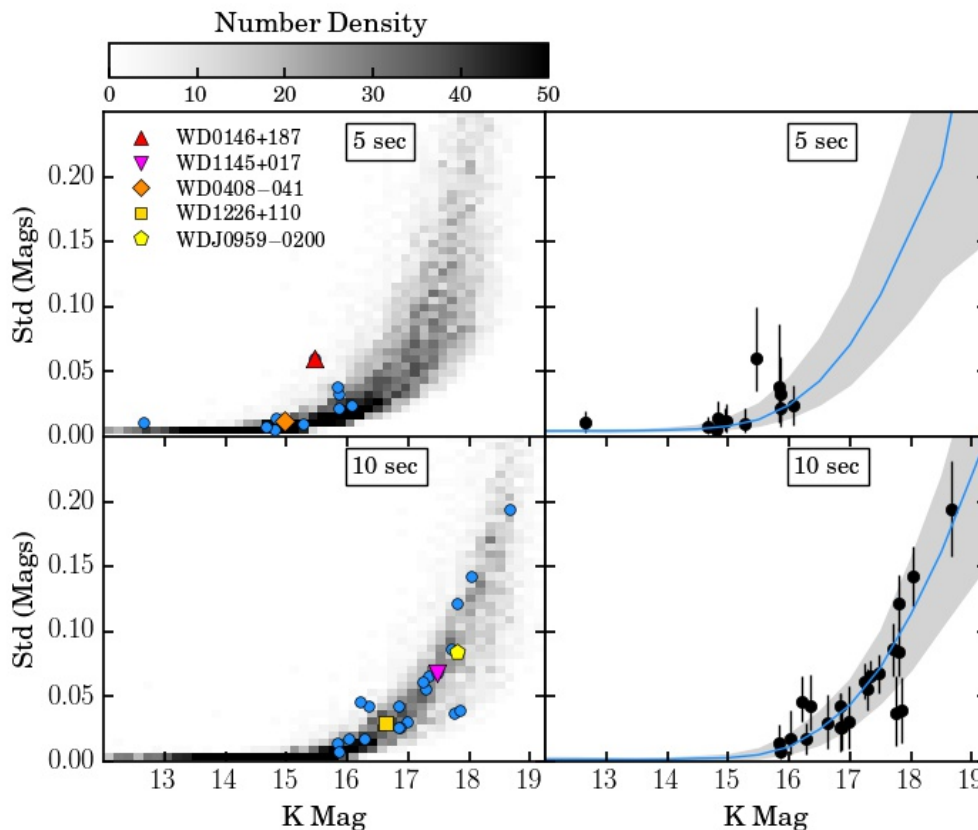 Number Density
0 10 20 30 40 50
WD0146+187
WD1145+017
WD0408−041
WD1226+110
WDJ0959−0200
5 sec
5 sec
0.20
0.15
0.10
0.05
0.00
Std (Mags)
10 sec
10 sec
0.20
0.15
0.10
0.05
0.00
Std (Mags)
13 14 15 16 17 18 19
13 14 15 16 17 18 19
K Mag
K Mag